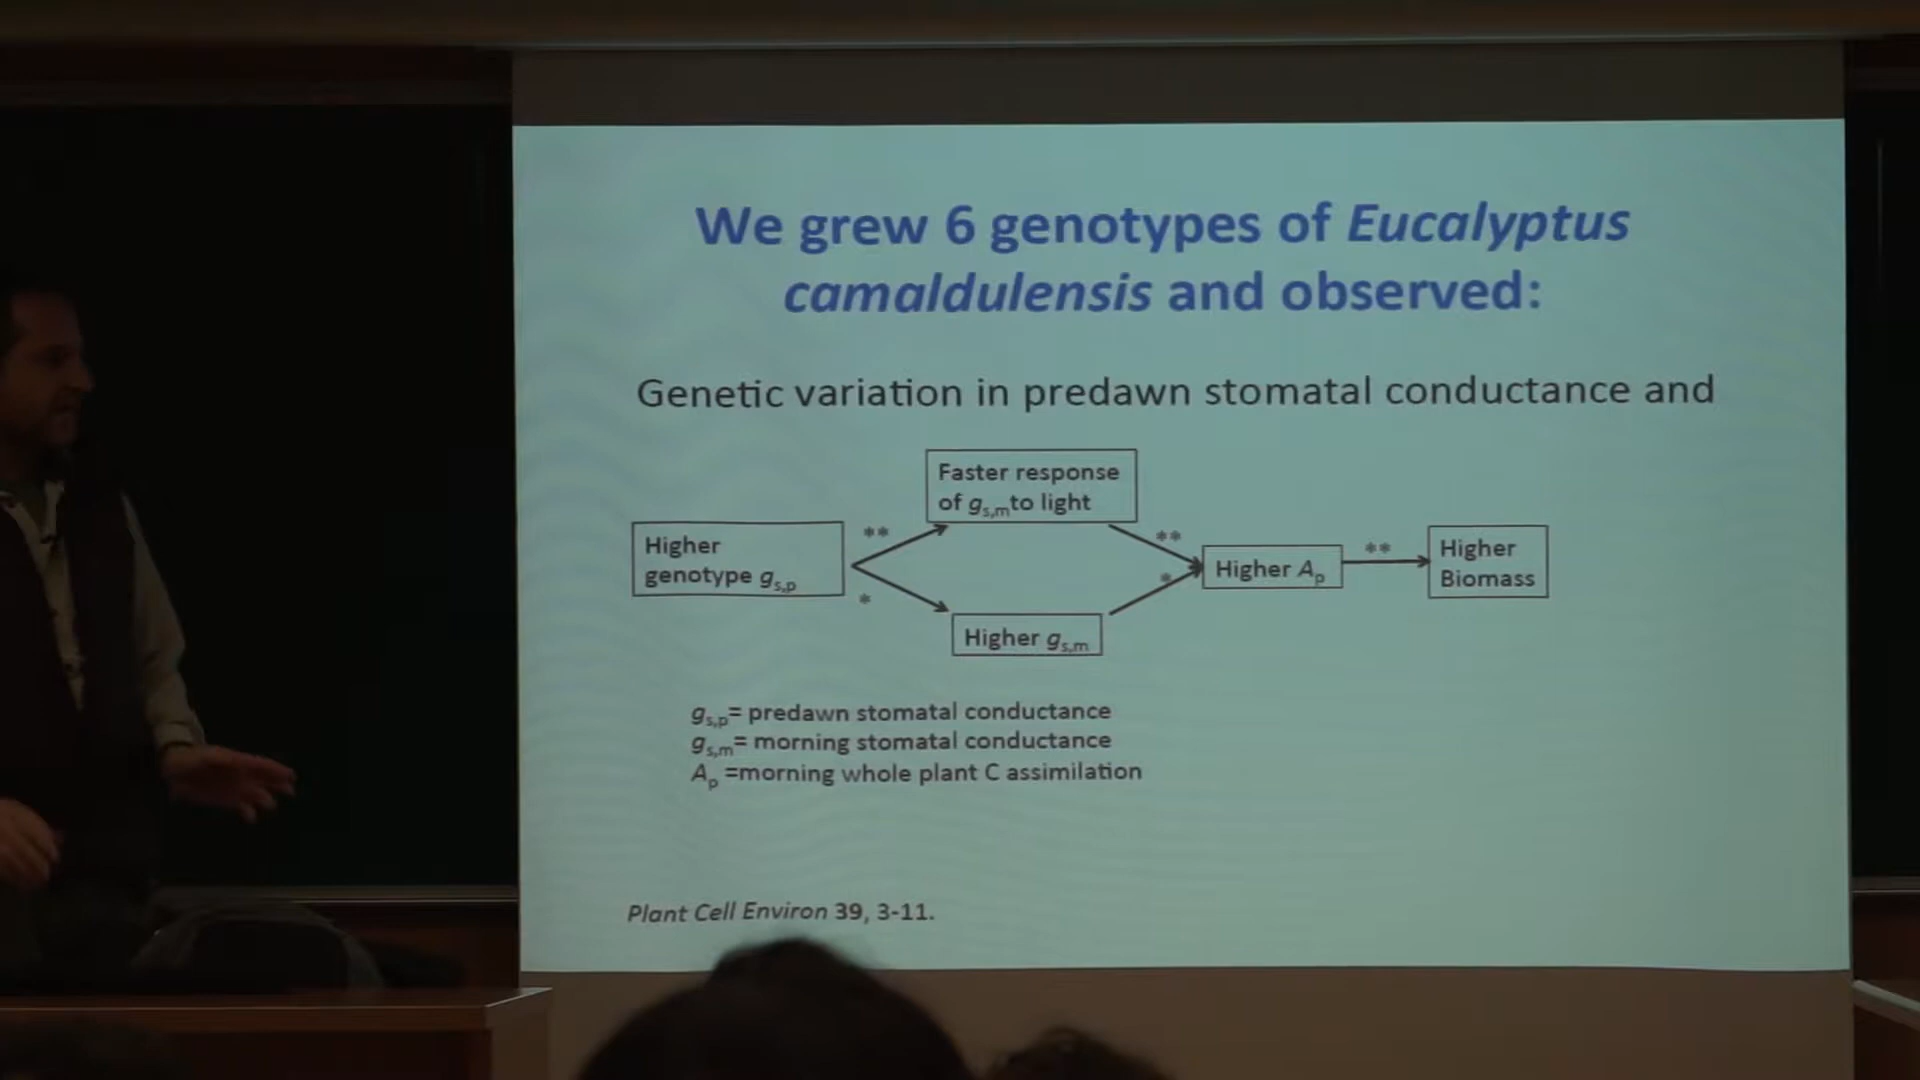 We grew 6 genotypes of Eucalyptus
camaldulensis and observed:
Genetic variation in predawn stomatal conductance and
Faster response
of gs,m to light
**
**
Higher
genotype gs,p
Higher Ap
**
Higher
Biomass
*
*
Higher gs,m
gs,p= predawn stomatal conductance
gs,m= morning stomatal conductance
Ap =morning whole plant C assimilation
Plant Cell Environ 39, 3-11.